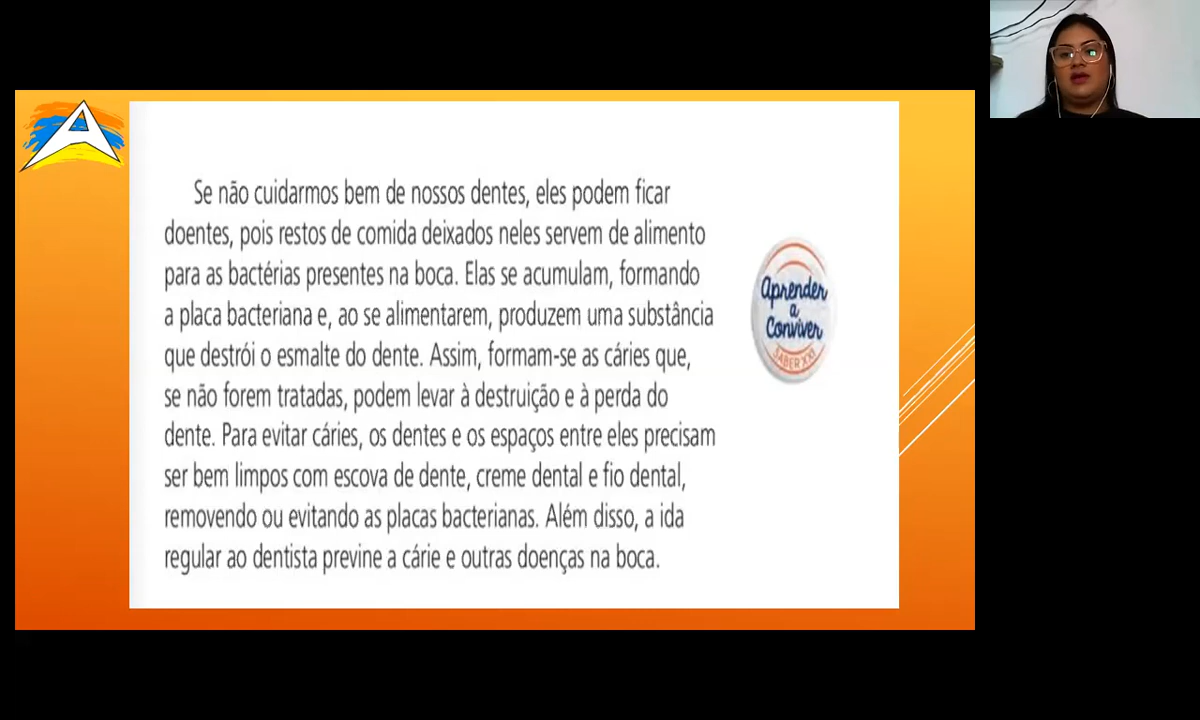 Se não cuidarmos bem de nossos dentes, eles podem ficar
doentes, pois restos de comida deixados neles servem de alimento
para as bactérias presentes na boca. Elas se acumulam, formando
a placa bacteriana e, ao se alimentarem, produzem uma substância
que destrói o esmalte do dente. Assim, formam-se as cáries que,
se não forem tratadas, podem levar à destruição e à perda do
dente. Para evitar cáries, os dentes e os espaços entre eles precisam
ser bem limpos com escova de dente, creme dental e fio dental,
removendo ou evitando as placas bacterianas. Além disso, a ida
regular ao dentista previne a cárie e outras doenças na boca.
Aprender
a
Conviver
SABER XXI